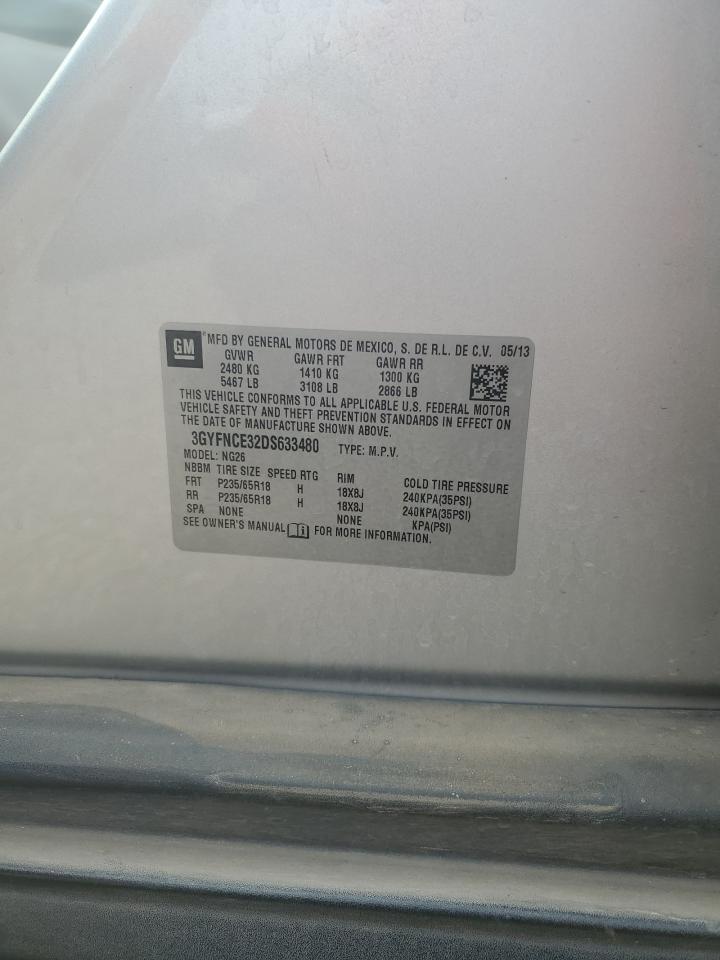 GM ® MFD BY GENERAL MOTORS DE MEXICO, S. DE R.L. DE C.V. 05/13
GVWR GAWR FRT GAWR RR
2480 KG 1410 KG 1300 KG
5467 LB 3108 LB 2866 LB
THIS VEHICLE CONFORMS TO ALL APPLICABLE U.S. FEDERAL MOTOR
VEHICLE SAFETY AND THEFT PREVENTION STANDARDS IN EFFECT ON
THE DATE OF MANUFACTURE SHOWN ABOVE.
3GYFNCE32DS633480 TYPE: M.P.V.
MODEL: NG26
NBBM TIRE SIZE SPEED RTG RIM COLD TIRE PRESSURE
FRT P235/65R18 H 18X8J 240KPA(35PSI)
RR P235/65R18 H 18X8J 240KPA(35PSI)
SPA NONE NONE KPA(PSI)
SEE OWNER'S MANUAL FOR MORE INFORMATION.